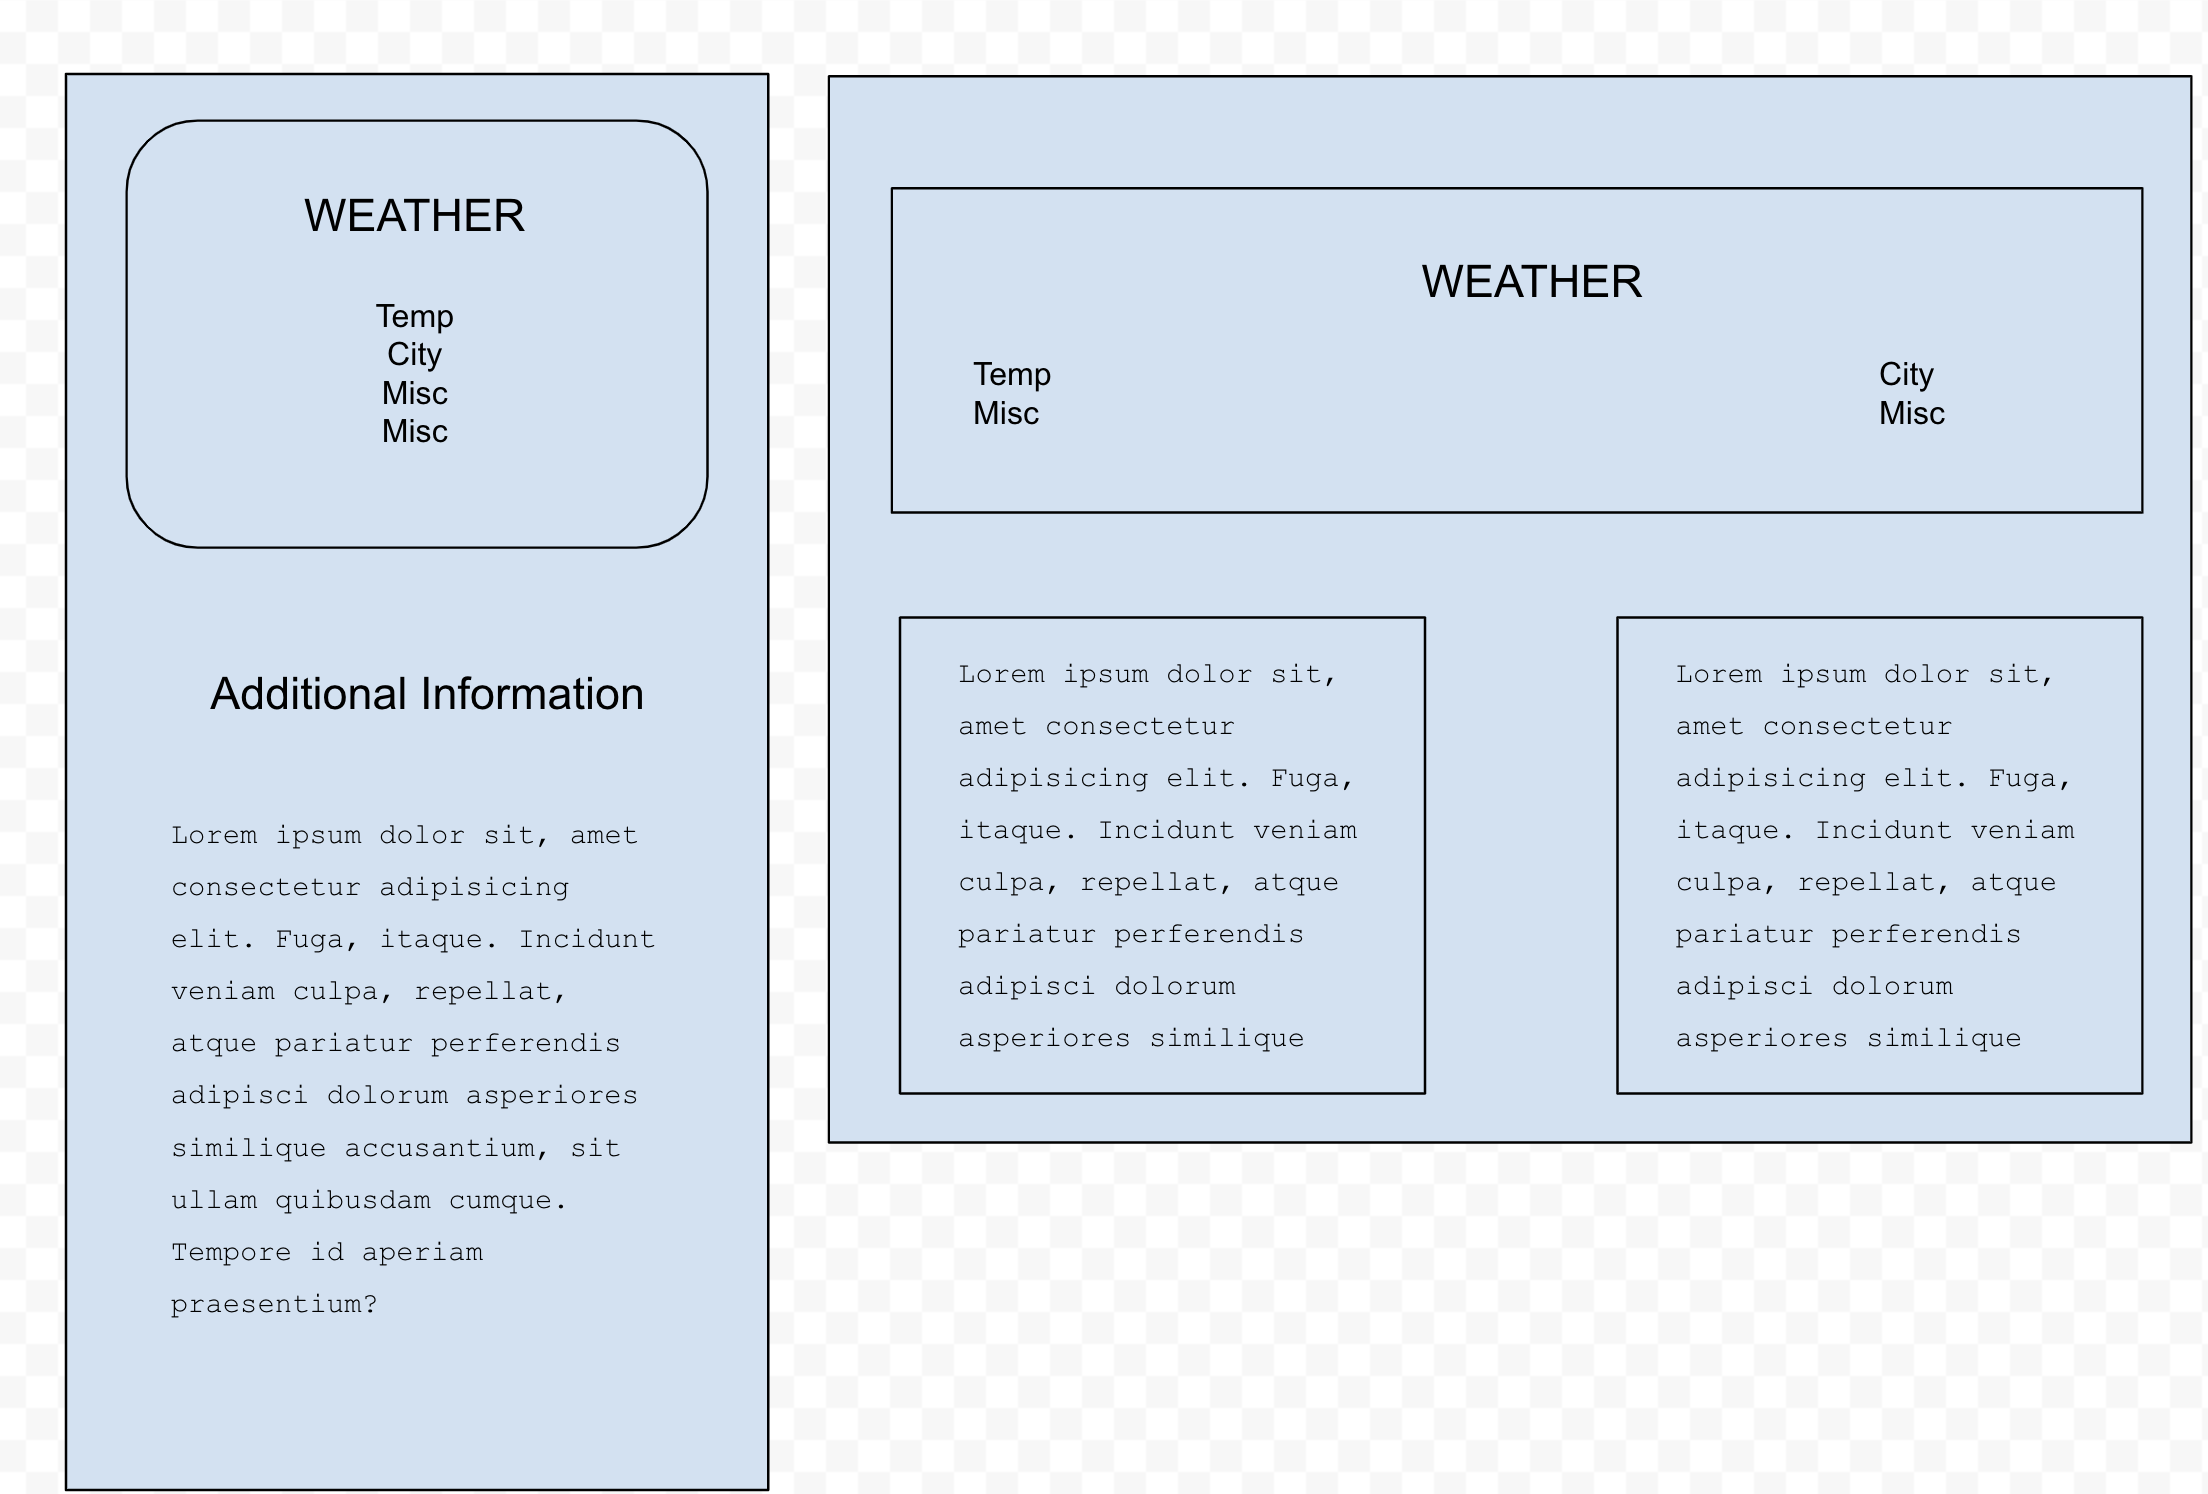 WEATHER
Temp
City
Misc
Misc
Additional Information
Lorem ipsum dolor sit, amet
consectetur adipisicing
elit. Fuga, itaque. Incidunt
veniam culpa, repellat,
atque pariatur perferendis
adipisci dolorum asperiores
similique accusantium, sit
ullam quibusdam cumque.
Tempore id aperiam
praesentium?
WEATHER
Temp
Misc
City
Misc
Lorem ipsum dolor sit,
amet consectetur
adipisicing elit. Fuga,
itaque. Incidunt veniam
culpa, repellat, atque
pariatur perferendis
adipisci dolorum
asperiores similique
Lorem ipsum dolor sit,
amet consectetur
adipisicing elit. Fuga,
itaque. Incidunt veniam
culpa, repellat, atque
pariatur perferendis
adipisci dolorum
asperiores similique